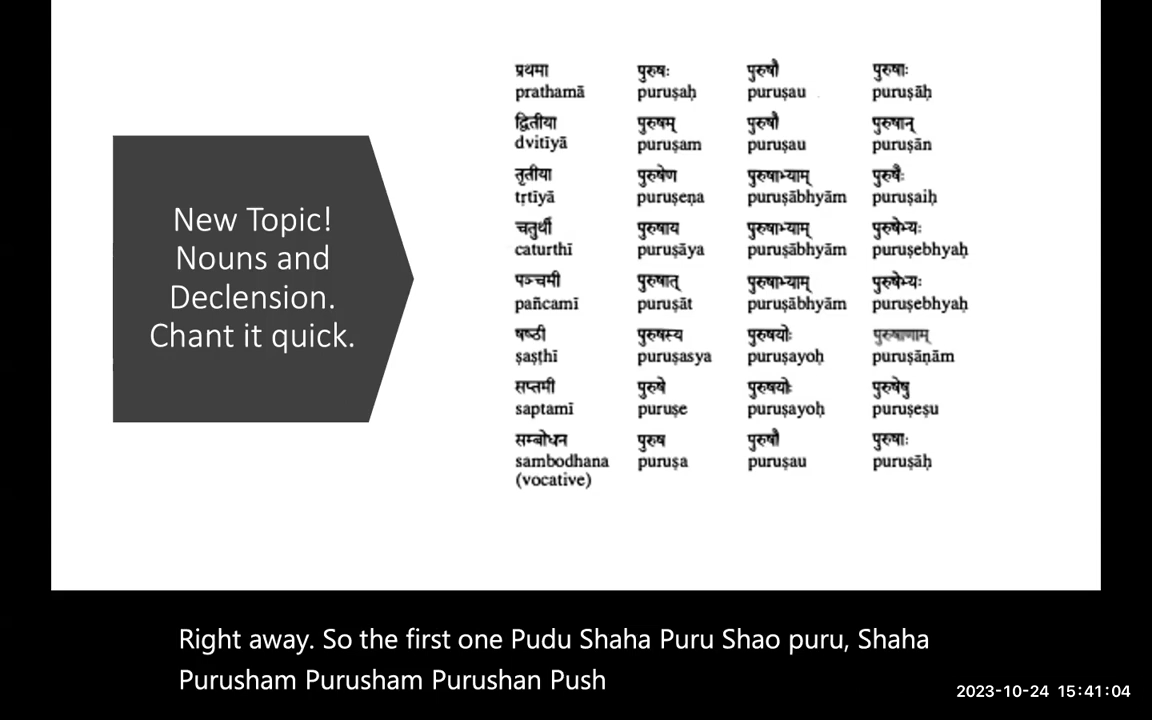 New Topic!
Nouns and
Declension.
Chant it quick.
प्रथमा पुरुषः पुरुषौ पुरुषाः
prathamā puruṣaḥ puruṣau puruṣāḥ
द्वितीया पुरुषम् पुरुषौ पुरुषान्
dvitīyā puruṣam puruṣau puruṣān
तृतीया पुरुषेण पुरुषाभ्याम् पुरुषैः
tṛtīyā puruṣeṇa puruṣābhyām puruṣaiḥ
चतुर्थी पुरुषाय पुरुषाभ्याम् पुरुषेभ्यः
caturthī puruṣāya puruṣābhyām puruṣebhyaḥ
पञ्चमी पुरुषात् पुरुषाभ्याम् पुरुषेभ्यः
pañcamī puruṣāt puruṣābhyām puruṣebhyaḥ
षष्ठी पुरुषस्य पुरुषयोः पुरुषाणाम्
ṣaṣṭhī puruṣasya puruṣayoḥ puruṣāṇām
सप्तमी पुरुषे पुरुषयोः पुरुषेषु
saptamī puruṣe puruṣayoḥ puruṣeṣu
सम्बोधन पुरुष पुरुषौ पुरुषाः
sambodhana puruṣa puruṣau puruṣāḥ
(vocative)
Right away. So the first one Pudu Shaha Puru Shao puru, Shaha
Purusham Purusham Purushan Push
2023-10-24 15:41:04